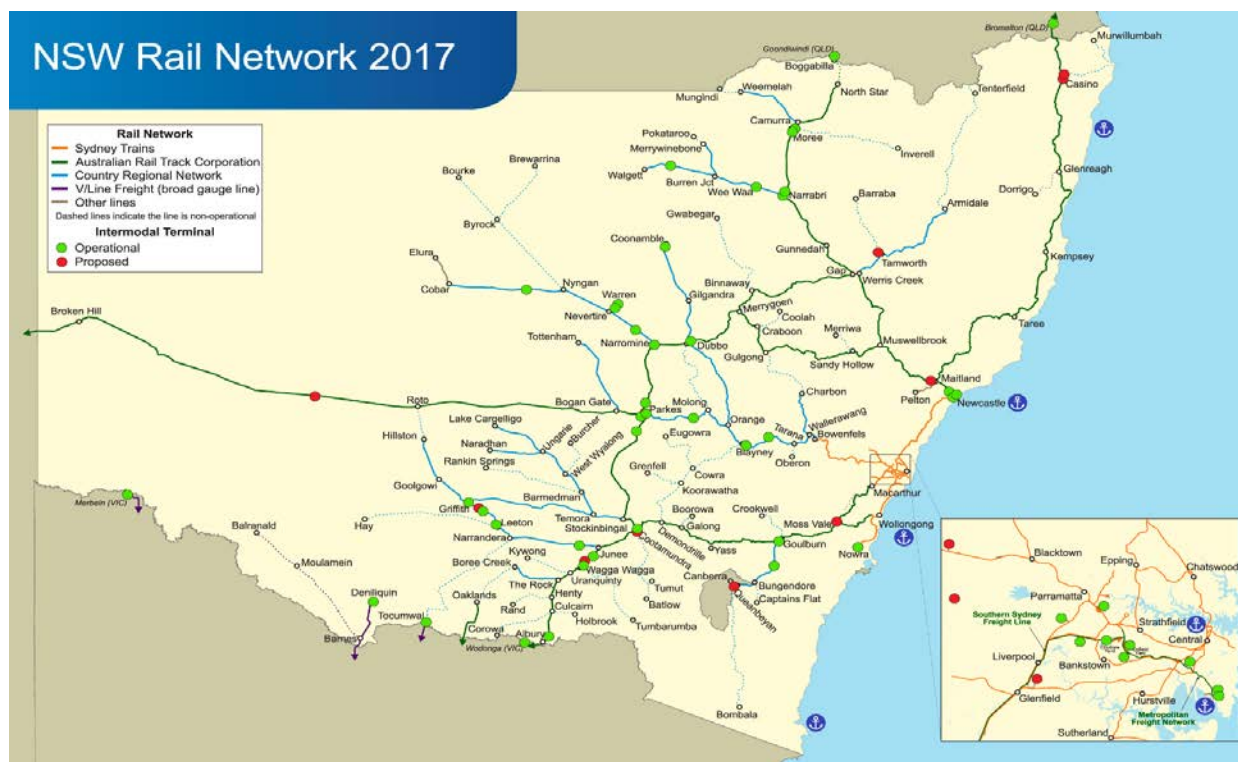 NSW Rail Network 2017
Rail Network
Sydney Trains
Australian Rail Track Corporation
Country Regional Network
V/Line Freight (broad gauge line)
Other lines
Dashed lines indicate the line is non-operational
Intermodal Terminal
Operational
Proposed
Bromelton (QLD)
Murwillumbah
Goondiwindi (QLD)
Boggabilla
Mungindi
Weemelah
North Star
Tenterfield
Casino
Camurra
Moree
Pokataroo
Merrywinebone
Inverell
Brewarrina
Bourke
Walgett
Burren Jct
Wee Waa
Narrabri
Barraba
Armidale
Dorrigo
Glenreagh
Gwabegar
Byrock
Coonamble
Gunnedah
Tamworth
Kempsey
Elura
Cobar
Nyngan
Binnaway
Gap
Werris Creek
Warren
Gilgandra
Nevertire
Merrygoen
Coolah
Craboon
Merriwa
Taree
Broken Hill
Tottenham
Narromine
Dubbo
Gulgong
Sandy Hollow
Muswellbrook
Maitland
Pelton
Newcastle
Charbon
Roto
Bogan Gate
Parkes
Molong
Orange
Wallerawang
Bowenfels
Tarana
Lake Cargelligo
Hillston
Naradhan
Ungarie
Burcher
West Wyalong
Eugowra
Blayney
Oberon
Rankin Springs
Grenfell
Cowra
Koorawatha
Goolgowi
Barmedman
Macarthur
Merbein (VIC)
Griffith
Boorowa
Crookwell
Moss Vale
Wollongong
Hay
Leeton
Temora
Stockinbingal
Galong
Balranald
Narrandera
Cootamundra
Demondrille
Yass
Goulburn
Nowra
Kywong
Junee
Moulamein
Boree Creek
Wagga Wagga
Uranquinty
Canberra
Bungendore
Queanbeyan
Captains Flat
Deniliquin
The Rock
Tumut
Oaklands
Henty
Batlow
Tocumwal
Rand
Culcairn
Holbrook
Tumbarumba
Barnes
Corowa
Albury
Wodonga (VIC)
Bombala
Blacktown
Epping
Chatswood
Parramatta
Southern Sydney
Freight Line
Strathfield
Central
Liverpool
Bankstown
Glenfield
Hurstville
Metropolitan
Freight Network
Sutherland